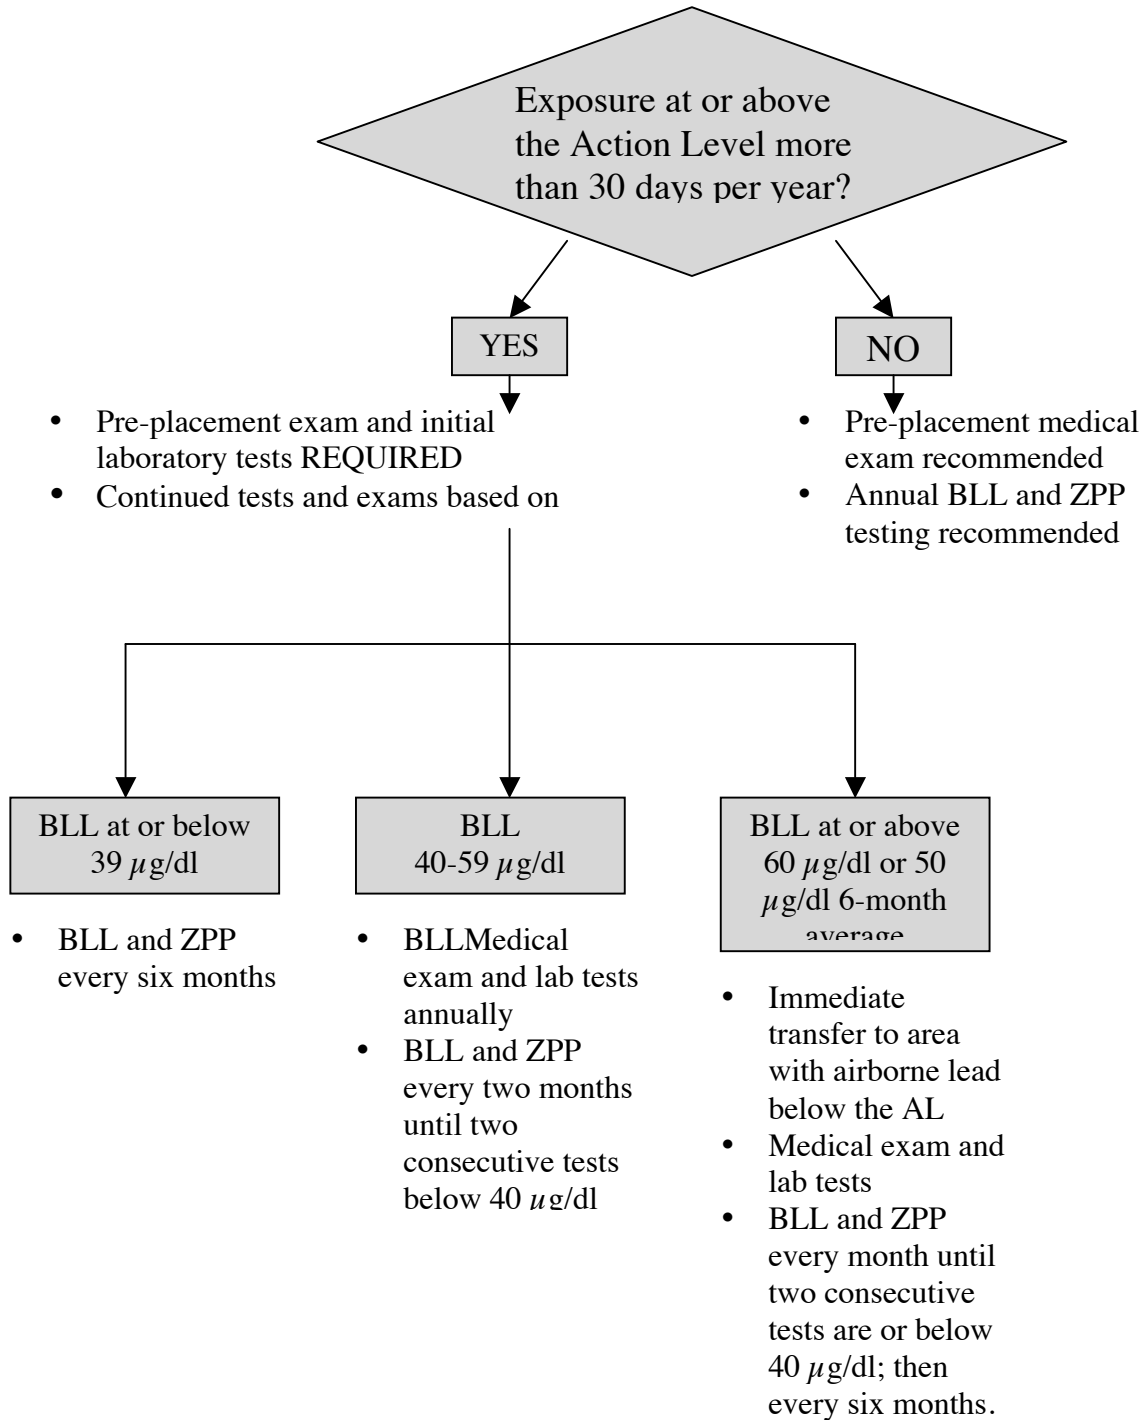 Exposure at or above
the Action Level more
than 30 days per year?
YES
NO
• Pre-placement exam and initial
laboratory tests REQUIRED
• Continued tests and exams based on
• Pre-placement medical
exam recommended
• Annual BLL and ZPP
testing recommended
BLL at or below
39 µg/dl
• BLL and ZPP
every six months
BLL
40-59 µg/dl
• BLLMedical
exam and lab tests
annually
• BLL and ZPP
every two months
until two
consecutive tests
below 40 µg/dl
BLL at or above
60 µg/dl or 50
µg/dl 6-month
average
• Immediate
transfer to area
with airborne lead
below the AL
• Medical exam and
lab tests
• BLL and ZPP
every month until
two consecutive
tests are or below
40 µg/dl; then
every six months.